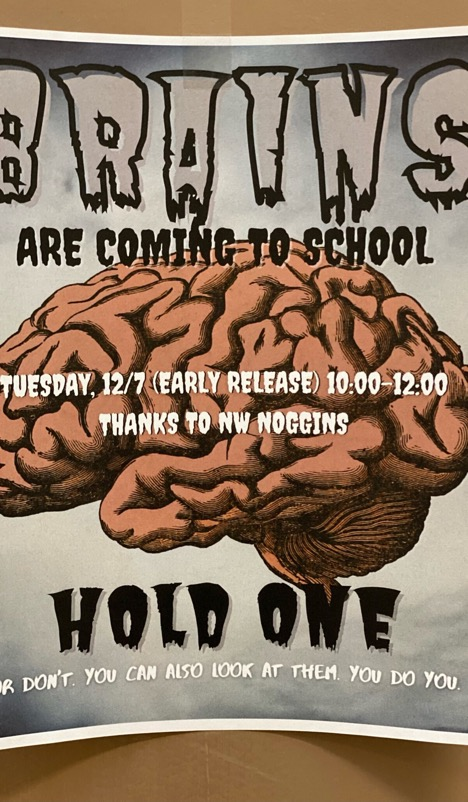 BRAINS
ARE COMING TO SCHOOL
TUESDAY, 12/7 (EARLY RELEASE) 10:00-12:00
THANKS TO NW NOGGINS
HOLD ONE
OR DON'T. YOU CAN ALSO LOOK AT THEM. YOU DO YOU.